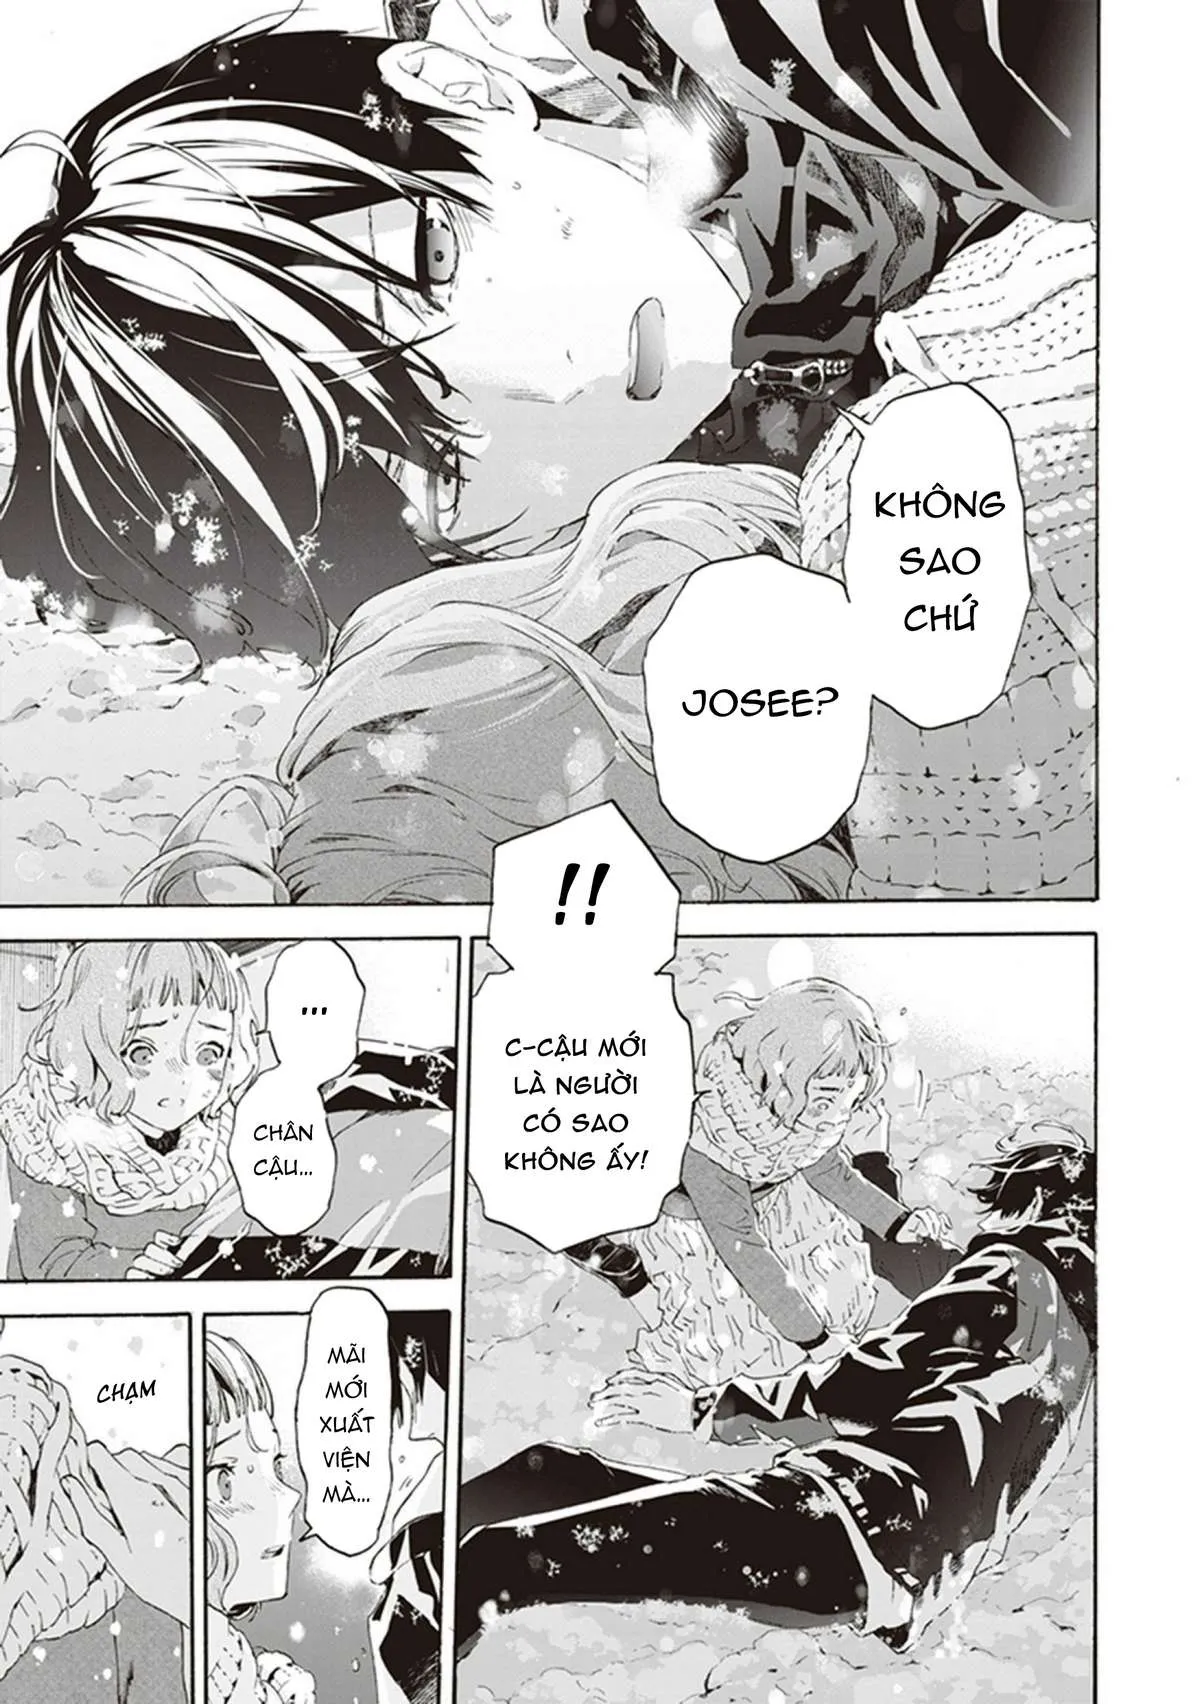 KHÔNG
SAO
CHỨ
JOSEE?
!!
C-CẬU MỚI
LÀ NGƯỜI
CÓ SAO
KHÔNG ẤY!
...
CHÂN
CẬU...
MÃI
MỚI
XUẤT
VIỆN
MÀ...
CHẠM